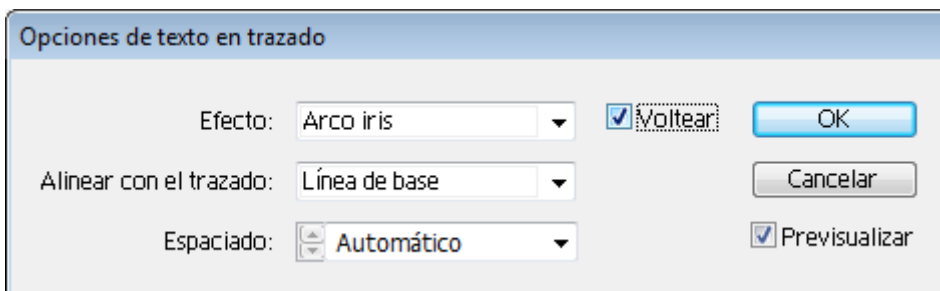 Opciones de texto en trazado
Efecto: Arco iris Voltear OK
Alinear con el trazado: Línea de base Cancelar
Espaciado: Automático Previsualizar